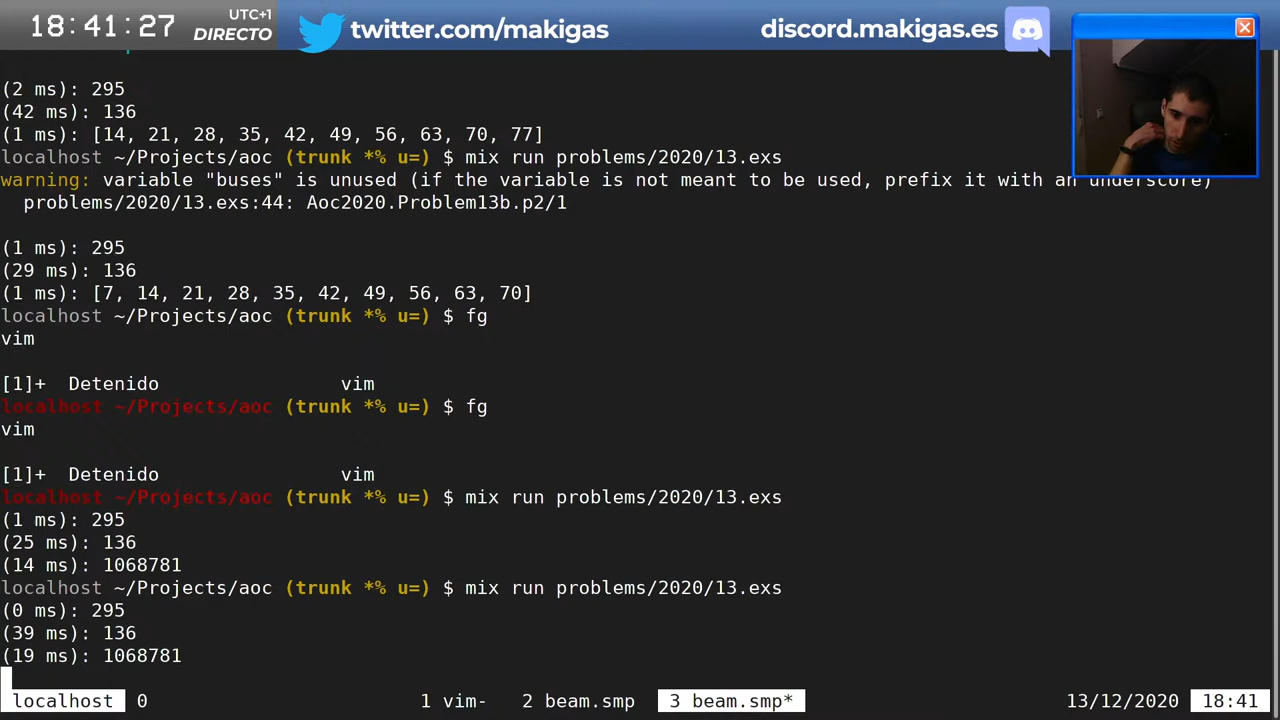 18:41:27 UTC+1 DIRECTO
twitter.com/makigas
discord.makigas.es
(2 ms): 295
(42 ms): 136
(1 ms): [14, 21, 28, 35, 42, 49, 56, 63, 70, 77]
localhost ~/Projects/aoc (trunk *% u=) $ mix run problems/2020/13.exs
warning: variable "buses" is unused (if the variable is not meant to be used, prefix it with an underscore)
  problems/2020/13.exs:44: Aoc2020.Problem13b.p2/1
(1 ms): 295
(29 ms): 136
(1 ms): [7, 14, 21, 28, 35, 42, 49, 56, 63, 70]
localhost ~/Projects/aoc (trunk *% u=) $ fg
vim
[1]+  Detenido                vim
localhost ~/Projects/aoc (trunk *% u=) $ fg
vim
[1]+  Detenido                vim
localhost ~/Projects/aoc (trunk *% u=) $ mix run problems/2020/13.exs
(1 ms): 295
(25 ms): 136
(14 ms): 1068781
localhost ~/Projects/aoc (trunk *% u=) $ mix run problems/2020/13.exs
(0 ms): 295
(39 ms): 136
(19 ms): 1068781
localhost 0 1 vim- 2 beam.smp 3 beam.smp* 13/12/2020 18:41